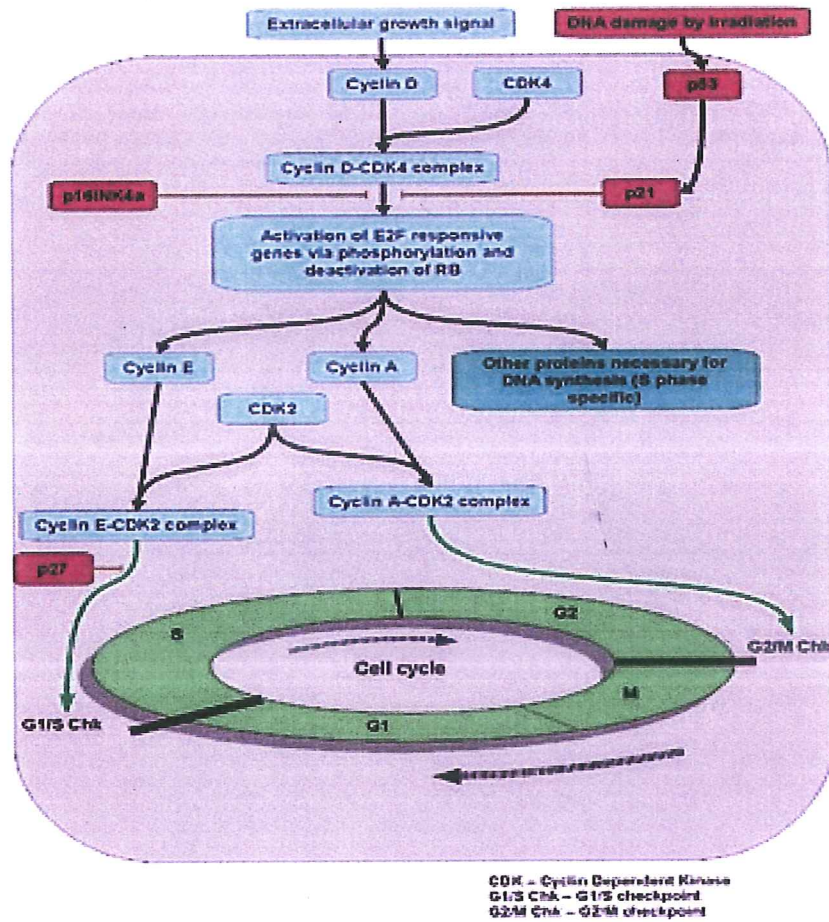 Extracellular growth signal
DNA damage by irradiation
Cyclin D
CDK4
p53
Cyclin D-CDK4 complex
p16INK4a
p21
Activation of E2F responsive
genes via phosphorylation and
deactivation of RB
Cyclin E
Cyclin A
Other proteins necessary for
DNA synthesis (S phase
specific)
CDK2
Cyclin E-CDK2 complex
Cyclin A-CDK2 complex
p27
S
G2
G2/M Chk
Cell cycle
M
G1
G1/S Chk
CDK - Cyclin Dependent Kinase
G1/S Chk - G1/S checkpoint
G2/M Chk - G2/M checkpoint